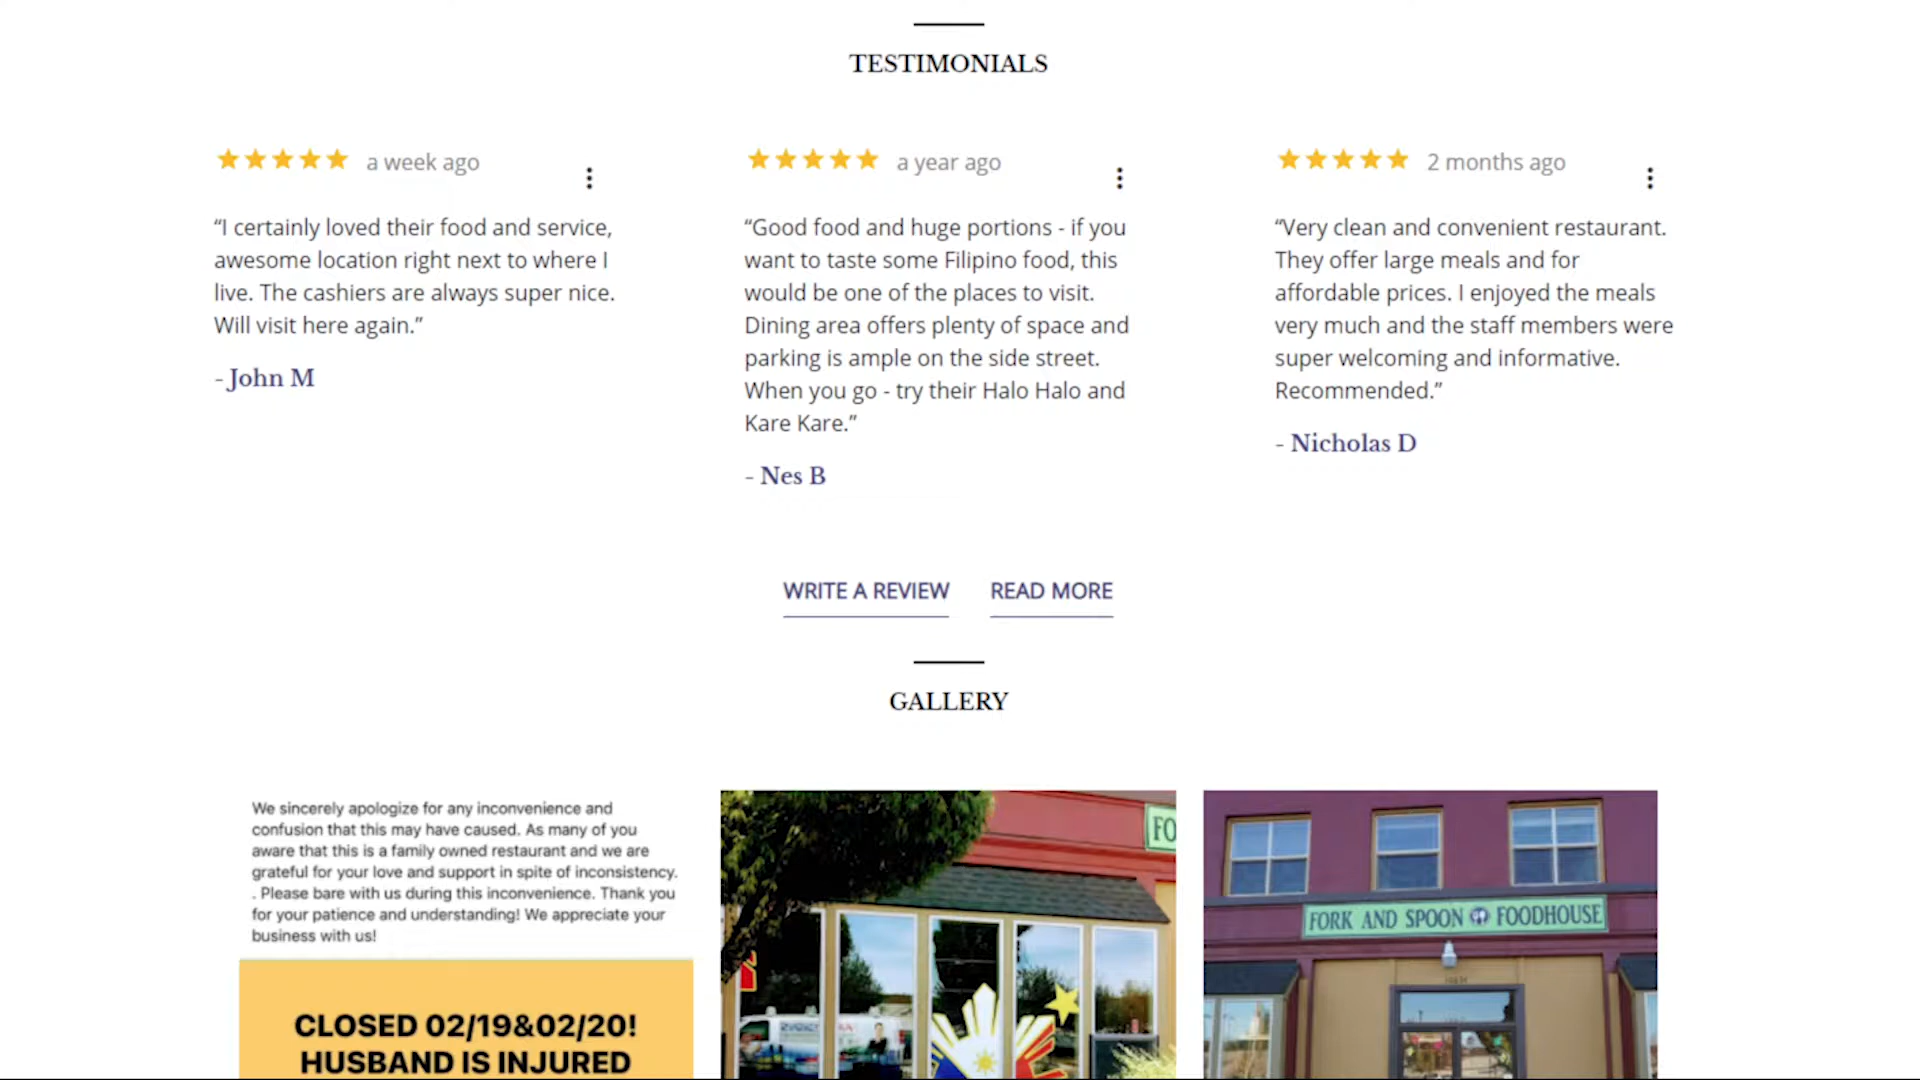 TESTIMONIALS
a week ago
“I certainly loved their food and service,
awesome location right next to where I
live. The cashiers are always super nice.
Will visit here again.”
- John M
a year ago
“Good food and huge portions - if you
want to taste some Filipino food, this
would be one of the places to visit.
Dining area offers plenty of space and
parking is ample on the side street.
When you go - try their Halo Halo and
Kare Kare.”
- Nes B
2 months ago
“Very clean and convenient restaurant.
They offer large meals and for
affordable prices. I enjoyed the meals
very much and the staff members were
super welcoming and informative.
Recommended.”
- Nicholas D
WRITE A REVIEW READ MORE
GALLERY
We sincerely apologize for any inconvenience and
confusion that this may have caused. As many of you
aware that this is a family owned restaurant and we are
grateful for your love and support in spite of inconsistency.
. Please bare with us during this inconvenience. Thank you
for your patience and understanding! We appreciate your
business with us!
CLOSED 02/19&02/20!
HUSBAND IS INJURED
FO
FORK AND SPOON FOODHOUSE